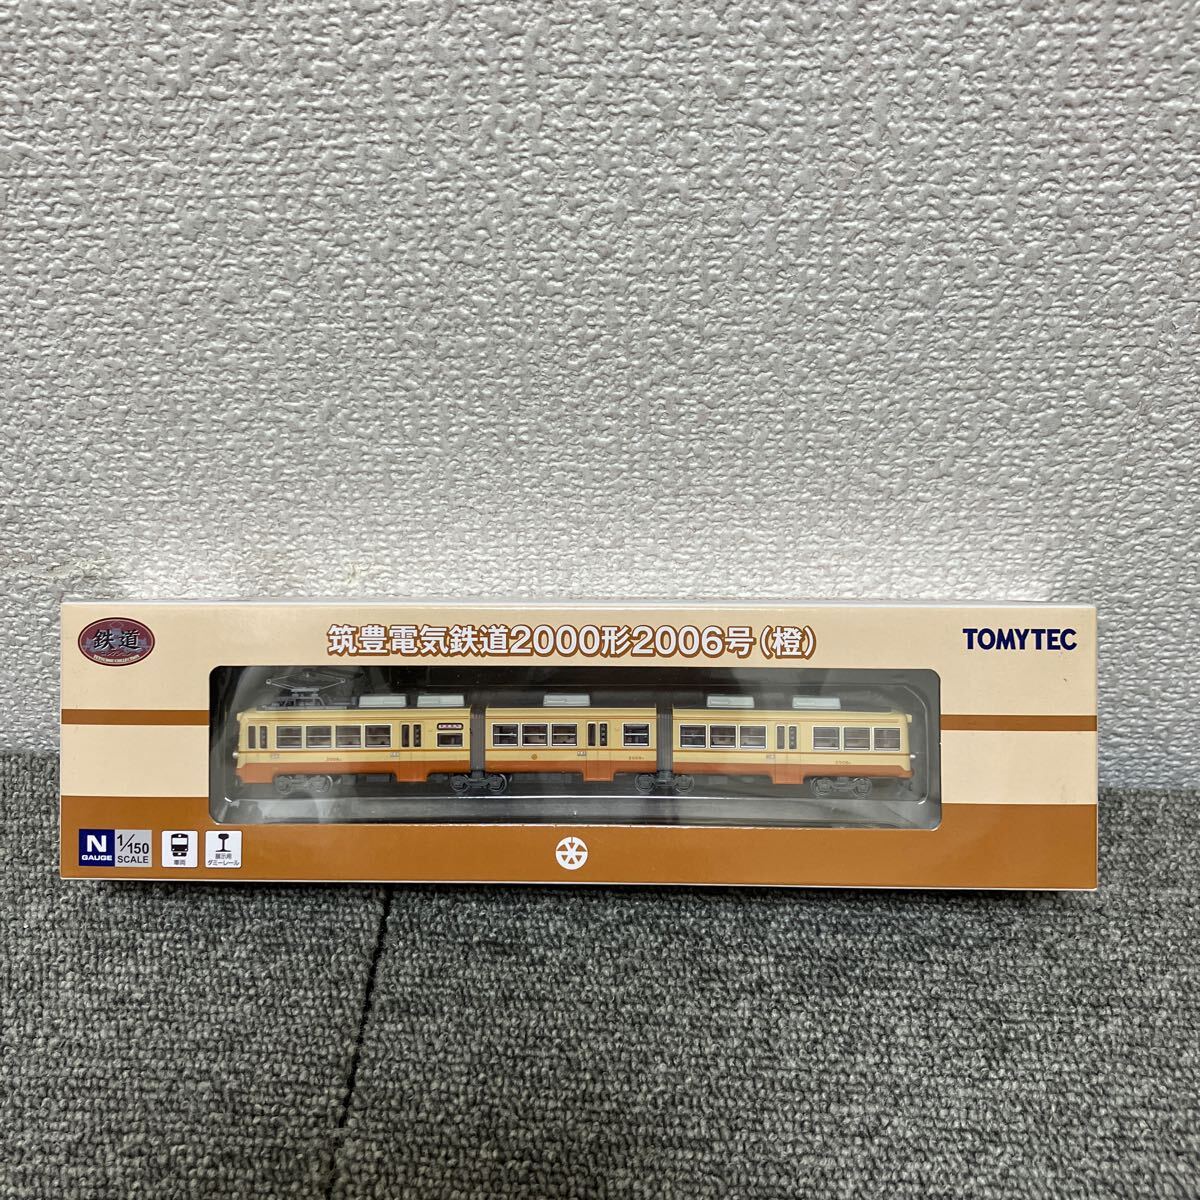 鉄道
筑豊電気鉄道2000形2006号(橙)
TOMYTEC
N
GAUGE
1/150
SCALE
車両
展示用
ダミーレール